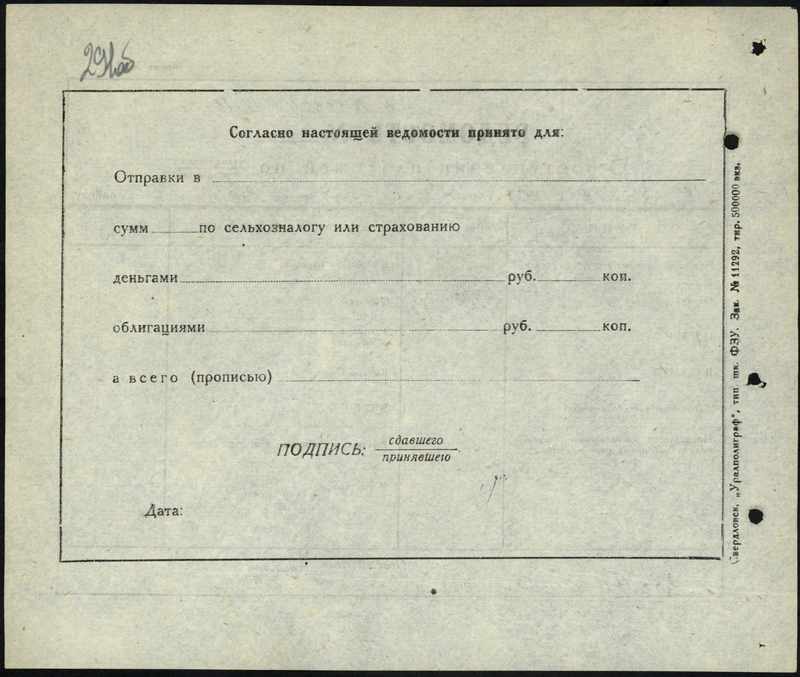 Согласно настоящей ведомости принято для:
Отправки в
сумм по сельхозналогу или страхованию
деньгами руб. коп.
облигациями руб. коп.
а всего (прописью)
ПОДПИСЬ: сдавшего
принявшего
Дата:
Свердловск, „Уралполиграф“, тип. шк. ФЗУ. Зак. № 11292, тир. 500000 экз.